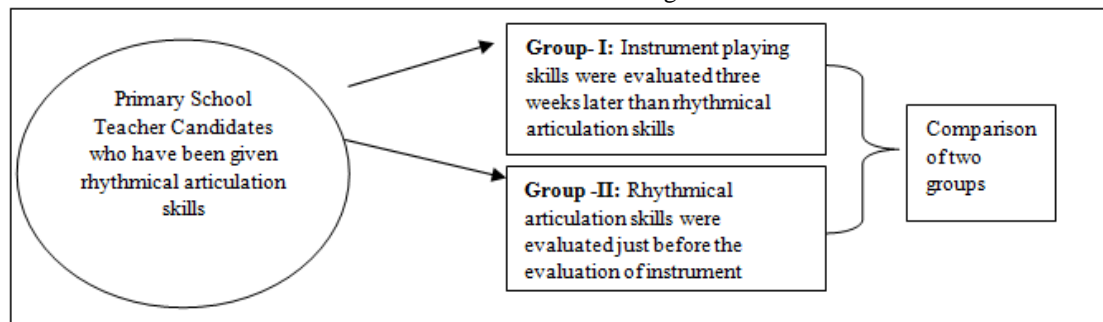 Primary School
Teacher Candidates
who have been given
rhythmical articulation
skills
Group- I: Instrument playing
skills were evaluated three
weeks later than rhythmical
articulation skills
Group -II: Rhythmical
articulation skills were
evaluated just before the
evaluation of instrument
Comparison
of two
groups